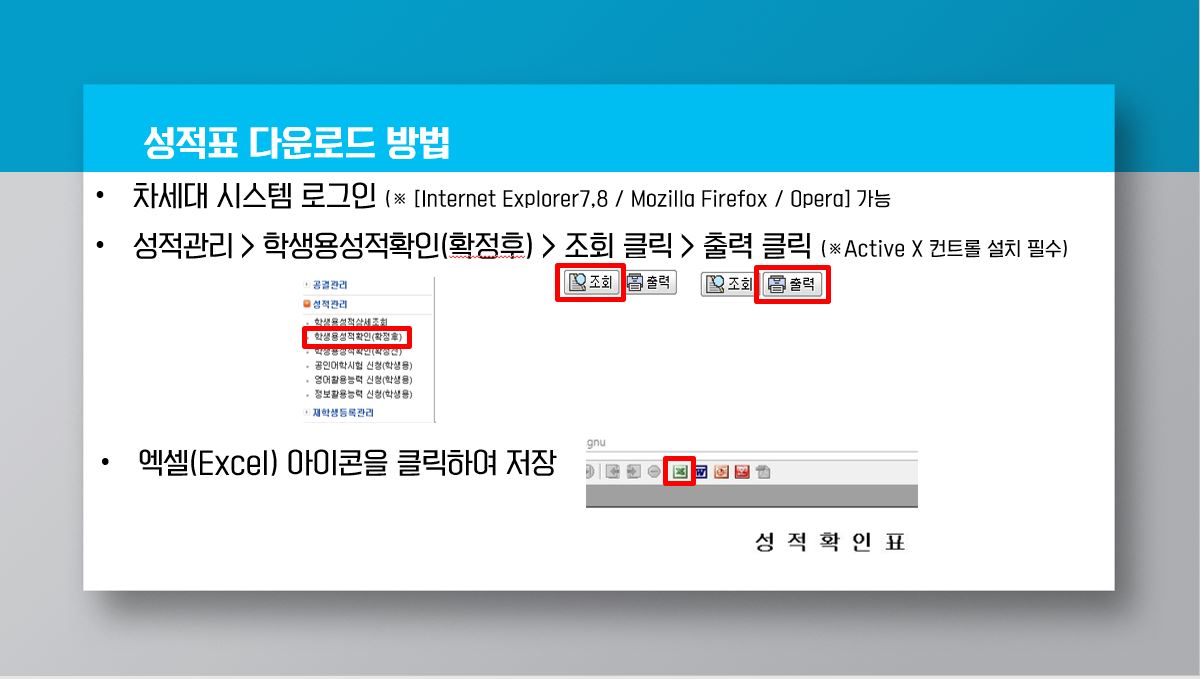 성적표 다운로드 방법
• 차세대 시스템 로그인 (※ [Internet Explorer7,8 / Mozilla Firefox / Opera] 가능
• 성적관리 > 학생용성적확인(확정후) > 조회 클릭 > 출력 클릭 (※Active X 컨트롤 설치 필수)
조회 출력 조회 출력
공결관리
성적관리
학생용성적상세조회
학생용성적확인(확정후)
학생용성적확인(확정전)
공인어학시험 신청(학생용)
영어활용능력 신청(학생용)
정보활용능력 신청(학생용)
재학생등록관리
• 엑셀(Excel) 아이콘을 클릭하여 저장
gnu
성 적 확 인 표